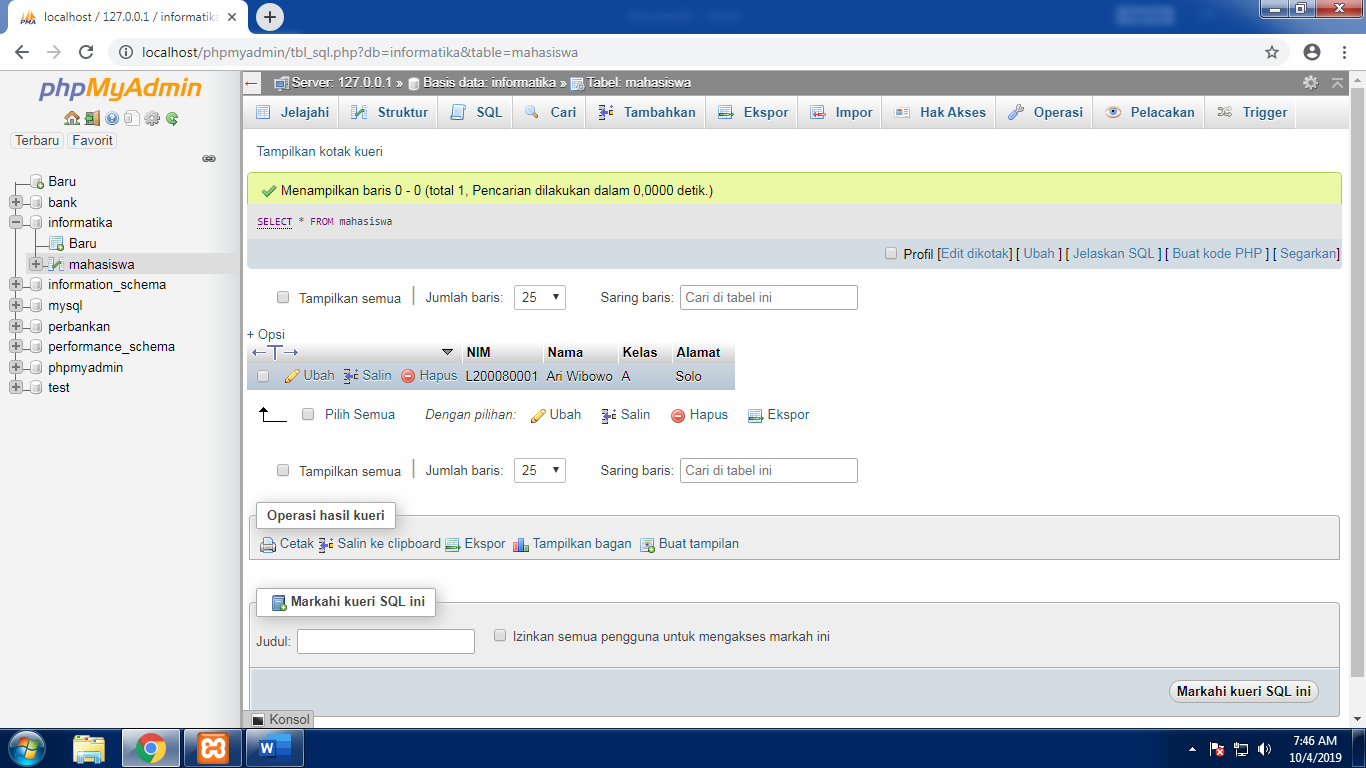 localhost / 127.0.0.1 / informatika
localhost/phpmyadmin/tbl_sql.php?db=informatika&table=mahasiswa
phpMyAdmin
Terbaru Favorit
Baru
bank
informatika
Baru
mahasiswa
information_schema
mysql
perbankan
performance_schema
phpmyadmin
test
Server: 127.0.0.1 » Basis data: informatika » Tabel: mahasiswa
Jelajahi Struktur SQL Cari Tambahkan Ekspor Impor Hak Akses Operasi Pelacakan Trigger
Tampilkan kotak kueri
Menampilkan baris 0 - 0 (total 1, Pencarian dilakukan dalam 0,0000 detik.)
SELECT * FROM mahasiswa
Profil [Edit dikotak] [ Ubah ] [ Jelaskan SQL ] [ Buat kode PHP ] [ Segarkan]
Tampilkan semua | Jumlah baris: 25 Saring baris: Cari di tabel ini
+ Opsi
←T→ NIM Nama Kelas Alamat
Ubah Salin Hapus L200080001 Ari Wibowo A Solo
Pilih Semua Dengan pilihan: Ubah Salin Hapus Ekspor
Tampilkan semua | Jumlah baris: 25 Saring baris: Cari di tabel ini
Operasi hasil kueri
Cetak Salin ke clipboard Ekspor Tampilkan bagan Buat tampilan
Markahi kueri SQL ini
Judul: Izinkan semua pengguna untuk mengakses markah ini
Markahi kueri SQL ini
Konsol
7:46 AM
10/4/2019